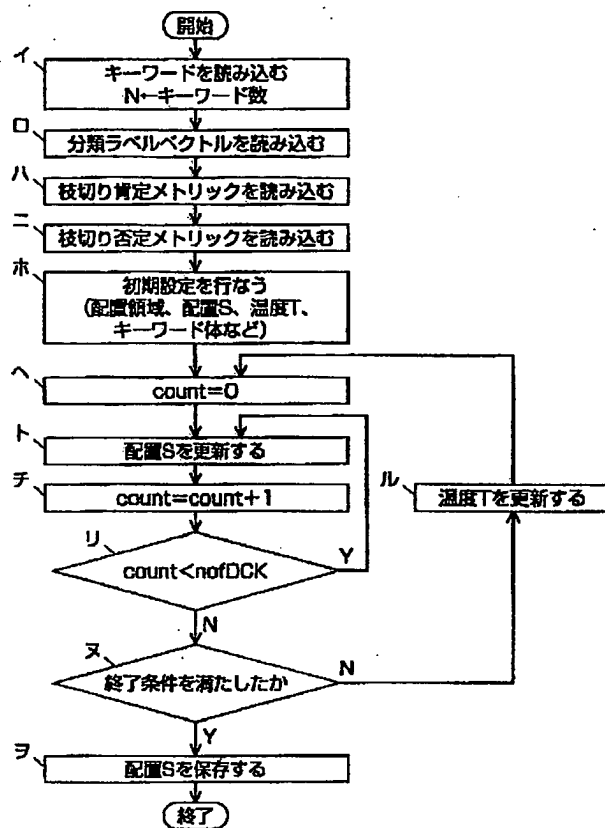 開始
イ
キーワードを読み込む
N←キーワード数
ロ
分類ラベルベクトルを読み込む
ハ
枝切り肯定メトリックを読み込む
ニ
枝切り否定メトリックを読み込む
ホ
初期設定を行なう
(配置領域、配置S、温度T、
キーワード体など)
ヘ
count=0
ト
配置Sを更新する
チ
count=count+1
ル
温度Tを更新する
リ
count<nofDCK
Y
N
ヌ
終了条件を満たしたか
N
Y
ヲ
配置Sを保存する
終了